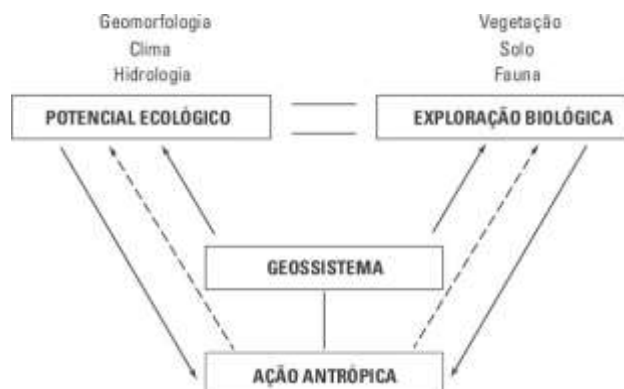 Geomorfologia
Clima
Hidrologia
POTENCIAL ECOLÓGICO
Vegetação
Solo
Fauna
EXPLORAÇÃO BIOLÓGICA
GEOSSISTEMA
AÇÃO ANTRÓPICA